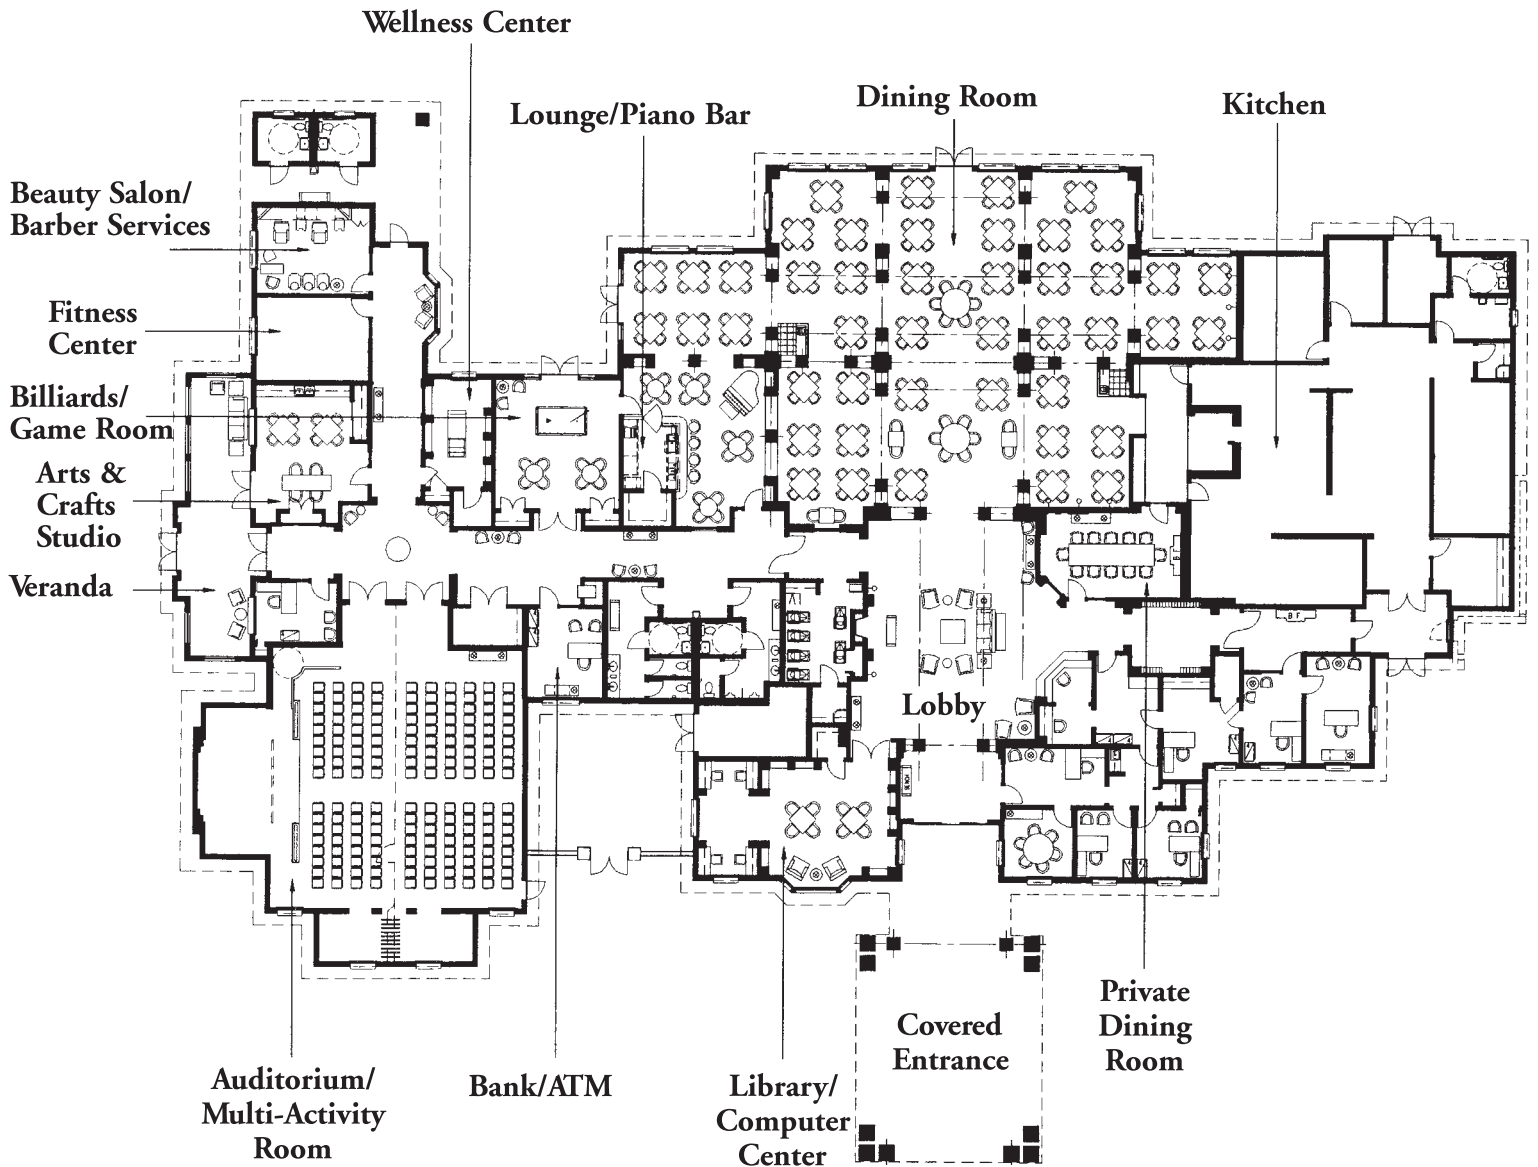 Wellness Center
Lounge/Piano Bar
Dining Room
Kitchen
Beauty Salon/
Barber Services
Fitness
Center
Billiards/
Game Room
Arts &
Crafts
Studio
Veranda
Lobby
BENCH
B F
Auditorium/
Multi-Activity
Room
Bank/ATM
Library/
Computer
Center
Covered
Entrance
Private
Dining
Room